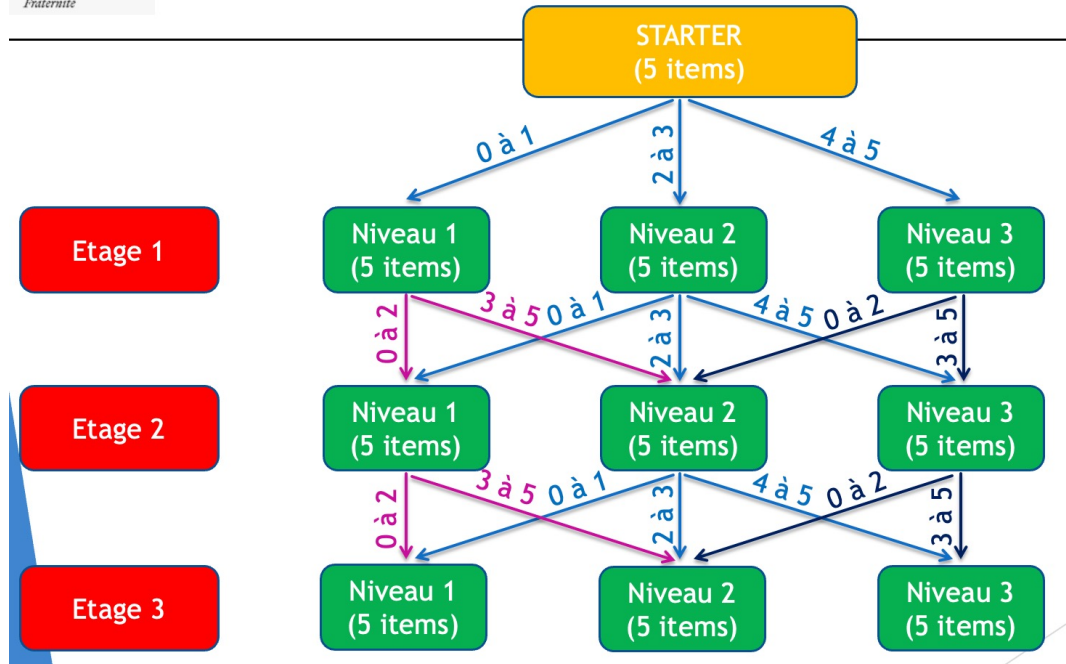 Fraternité
STARTER
(5 items)
0 à 1
2 à 3
4 à 5
Etage 1
Niveau 1
(5 items)
Niveau 2
(5 items)
Niveau 3
(5 items)
0 à 2
3 à 5
0 à 1
2 à 3
4 à 5
0 à 2
3 à 5
Etage 2
Niveau 1
(5 items)
Niveau 2
(5 items)
Niveau 3
(5 items)
0 à 2
3 à 5
0 à 1
2 à 3
4 à 5
0 à 2
3 à 5
Etage 3
Niveau 1
(5 items)
Niveau 2
(5 items)
Niveau 3
(5 items)